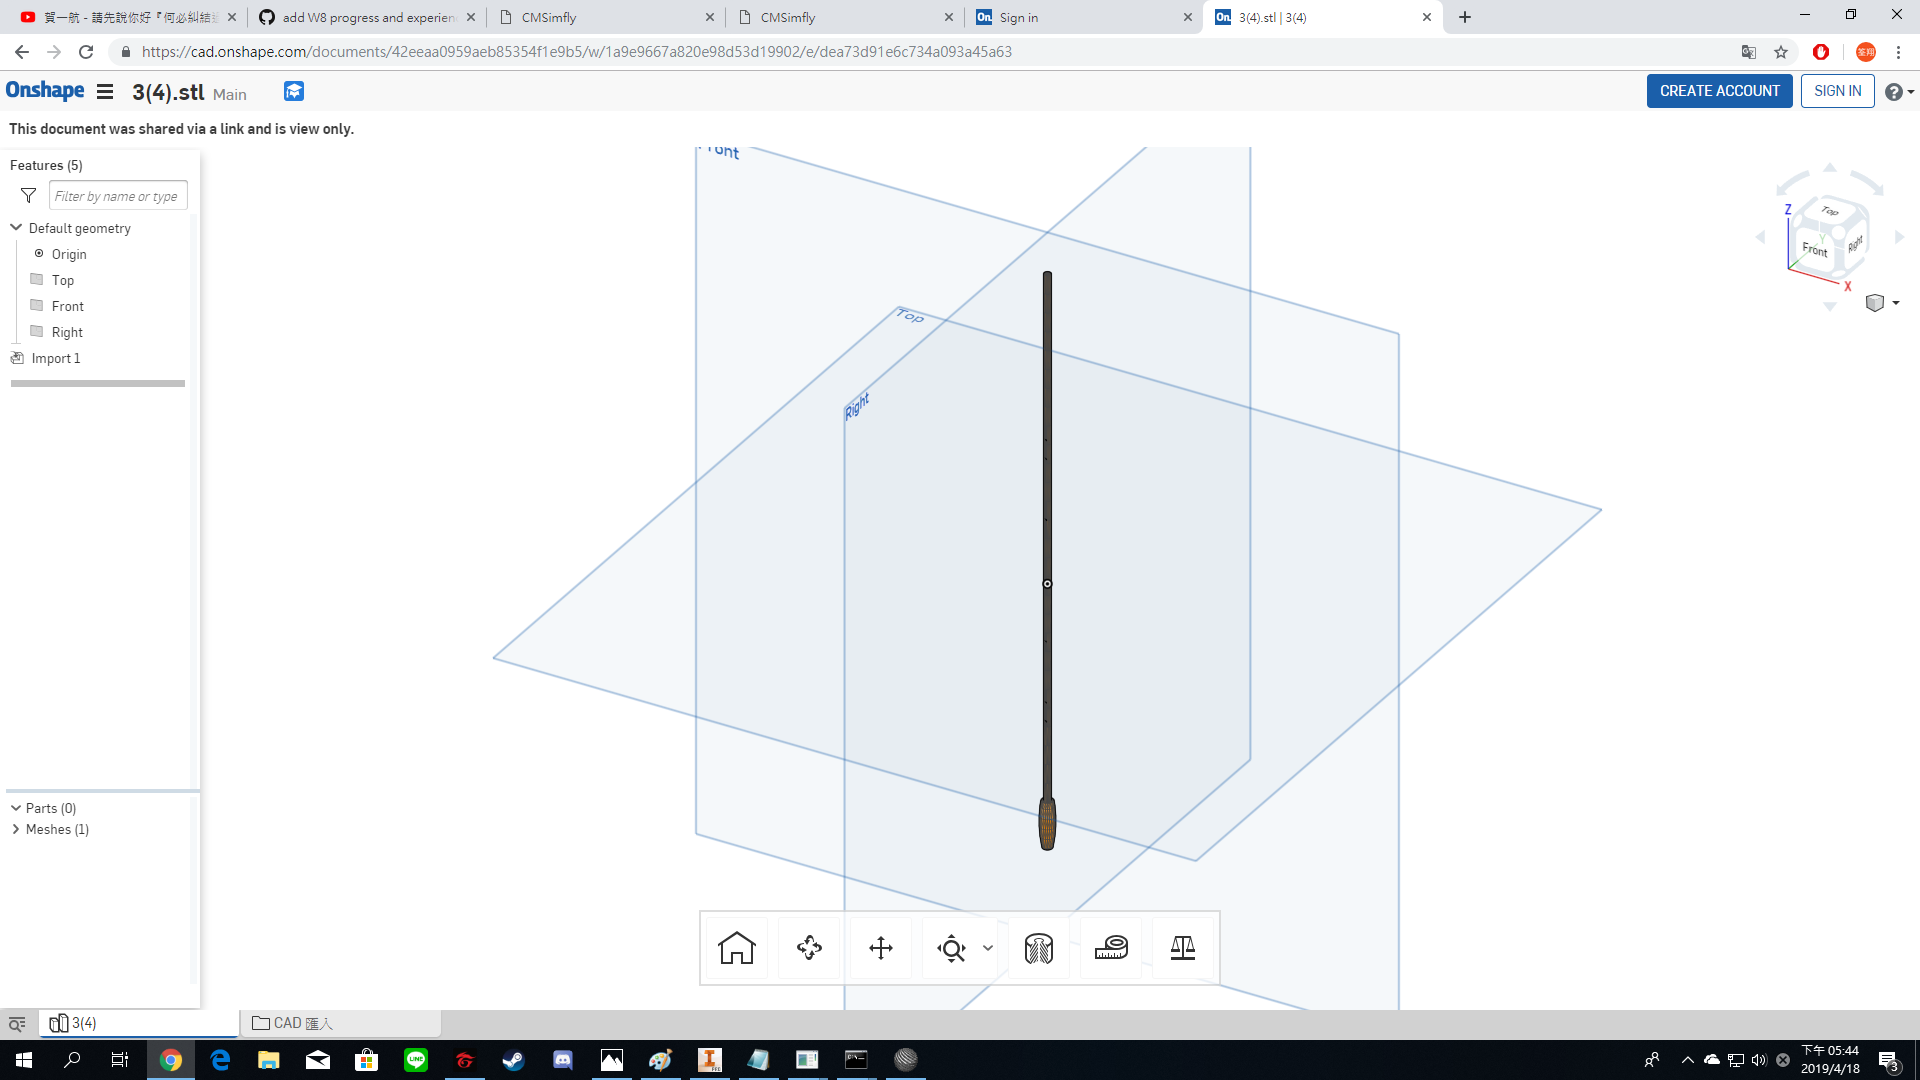 賀一航 - 請先說你好『何必糾結這
add W8 progress and experien
CMSimfly
CMSimfly
Sign in
3(4).stl | 3(4)
https://cad.onshape.com/documents/42eeaa0959aeb85354f1e9b5/w/1a9e9667a820e98d53d19902/e/dea73d91e6c734a093a45a63
Onshape
3(4).stl Main
CREATE ACCOUNT
SIGN IN
This document was shared via a link and is view only.
Features (5)
Filter by name or type
Default geometry
Origin
Top
Front
Right
Import 1
Parts (0)
Meshes (1)
Front
Top
Right
Z
Top
Y
Front
Right
X
3(4)
CAD 匯入
LINE
PRO
下午 05:44
2019/4/18
3